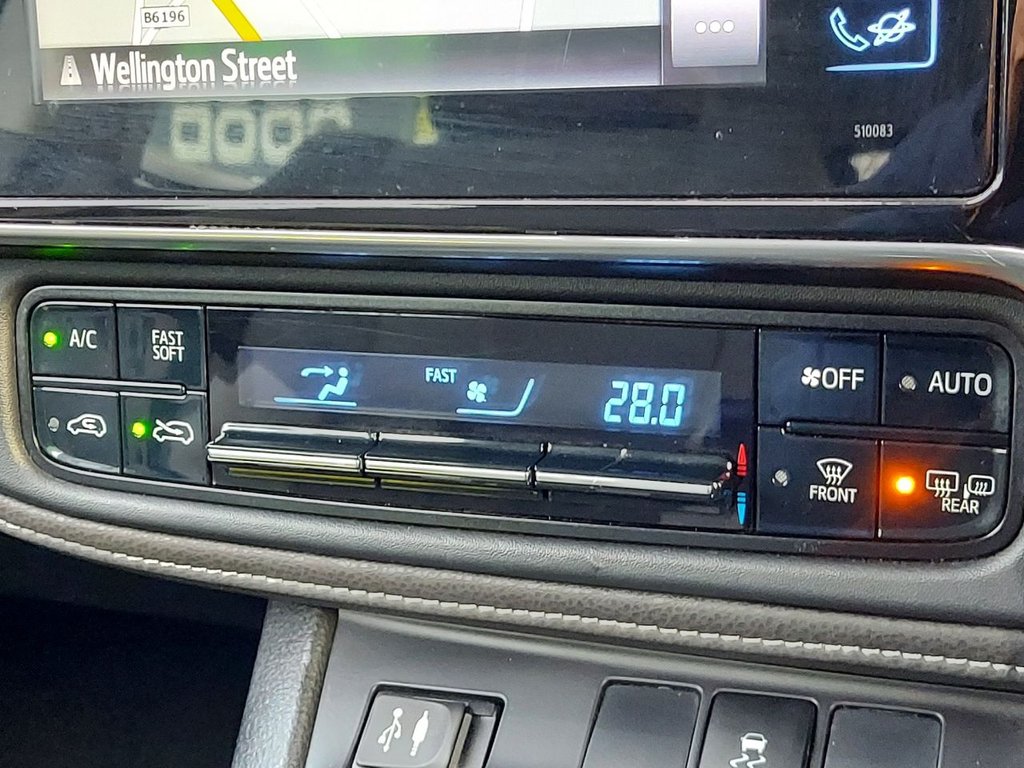 B6196
Wellington Street
510083
A/C
FAST
SOFT
FAST
28.0
OFF
AUTO
FRONT
REAR